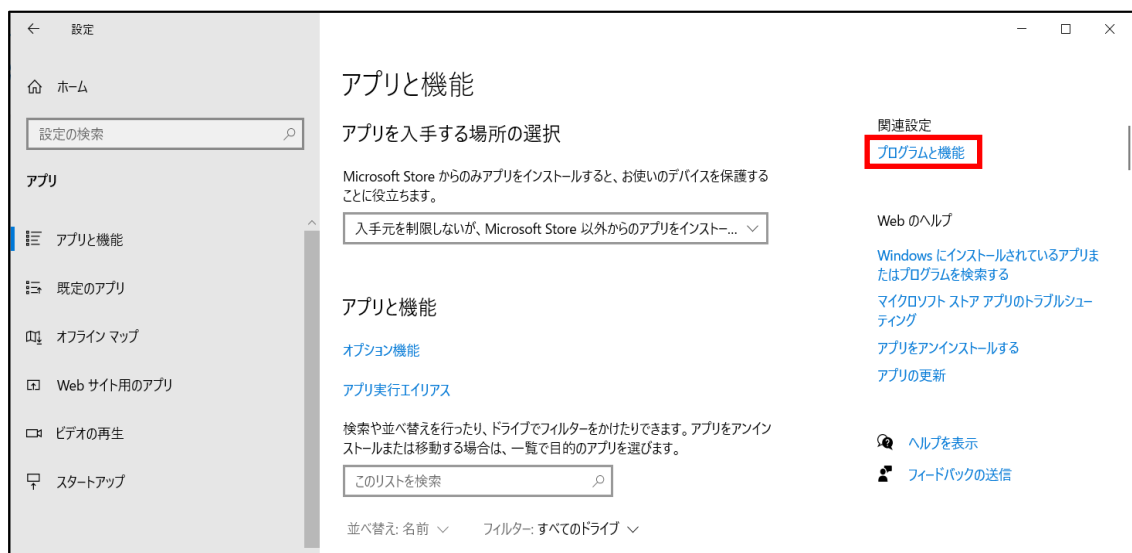 設定
ホーム
設定の検索
アプリ
アプリと機能
既定のアプリ
オフライン マップ
Web サイト用のアプリ
ビデオの再生
スタートアップ
アプリと機能
アプリを入手する場所の選択
Microsoft Store からのみアプリをインストールすると、お使いのデバイスを保護する
ことに役立ちます。
入手元を制限しないが、Microsoft Store 以外からのアプリをインストー...
アプリと機能
オプション機能
アプリ実行エイリアス
検索や並べ替えを行ったり、ドライブでフィルターをかけたりできます。アプリをアンイン
ストールまたは移動する場合は、一覧で目的のアプリを選びます。
このリストを検索
並べ替え: 名前
フィルター: すべてのドライブ
関連設定
プログラムと機能
Web のヘルプ
Windows にインストールされているアプリま
たはプログラムを検索する
マイクロソフト ストア アプリのトラブルシュー
ティング
アプリをアンインストールする
アプリの更新
ヘルプを表示
フィードバックの送信